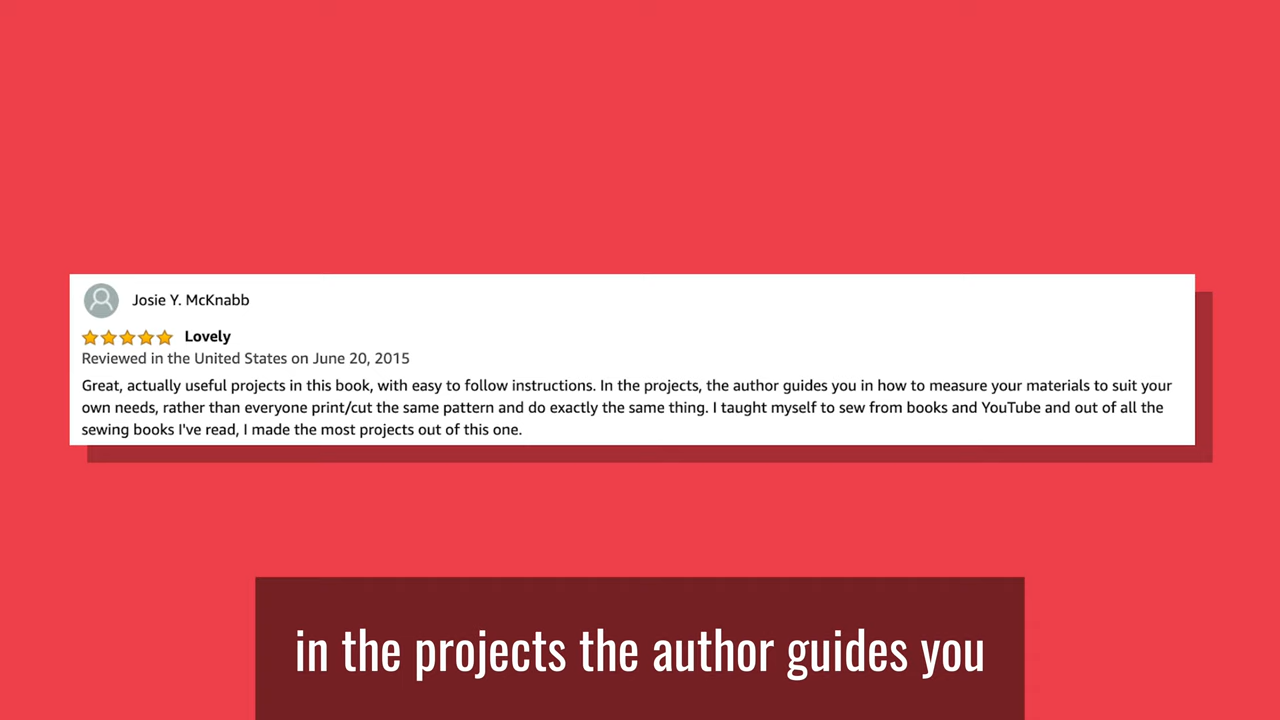 Josie Y. McKnabb
Lovely
Reviewed in the United States on June 20, 2015
Great, actually useful projects in this book, with easy to follow instructions. In the projects, the author guides you in how to measure your materials to suit your
own needs, rather than everyone print/cut the same pattern and do exactly the same thing. I taught myself to sew from books and YouTube and out of all the
sewing books I've read, I made the most projects out of this one.
in the projects the author guides you